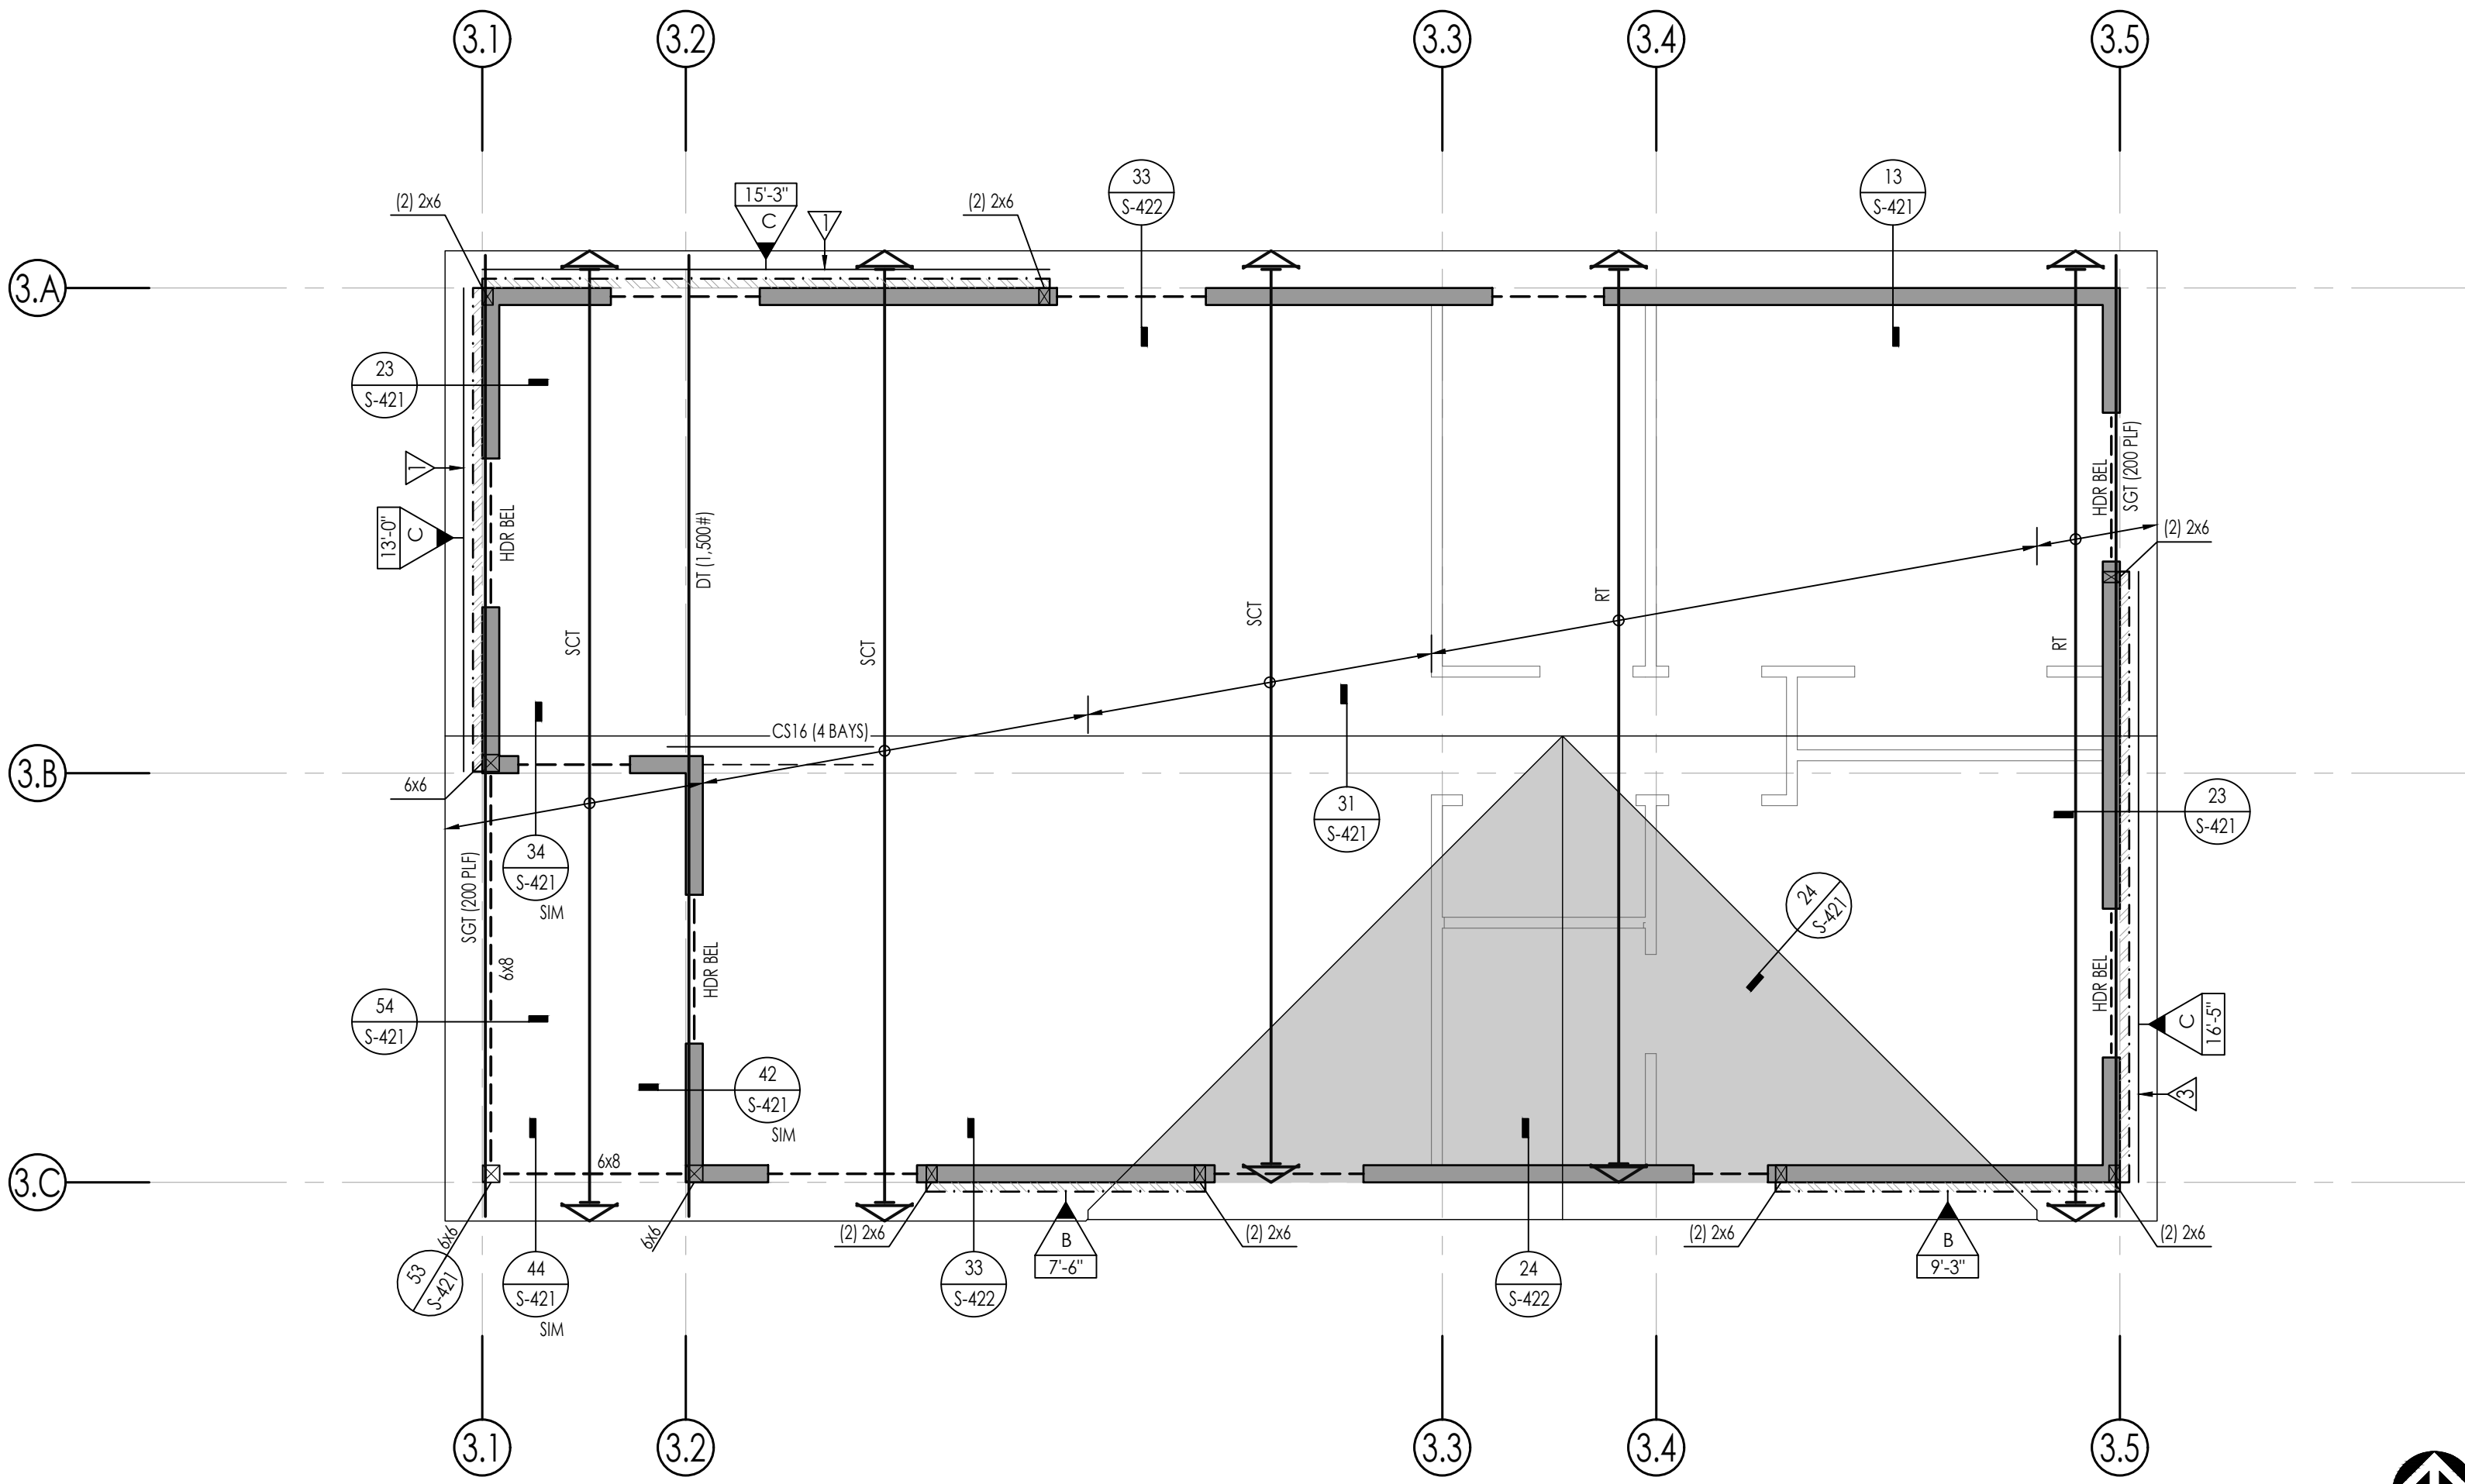 3.1
3.2
3.3
3.4
3.5
33
S-422
13
S-421
15'-3"
C
1
(2) 2x6
(2) 2x6
3.A
23
S-421
1
13'-0"
C
HDR BEL
DT (1,500#)
HDR BEL
SGT (200 PLF)
(2) 2x6
SCT
SCT
SCT
RT
RT
CS16 (4 BAYS)
3.B
6x6
31
S-421
23
S-421
34
S-421
SIM
SGT (200 PLF)
6x8
HDR BEL
24
S-421
HDR BEL
54
S-421
C
16'-5"
42
S-421
SIM
3
3.C
6x8
6x6
6x6
(2) 2x6
(2) 2x6
(2) 2x6
(2) 2x6
B
7'-6"
B
9'-3"
53
S-421
44
S-421
SIM
33
S-422
24
S-422
3.1
3.2
3.3
3.4
3.5